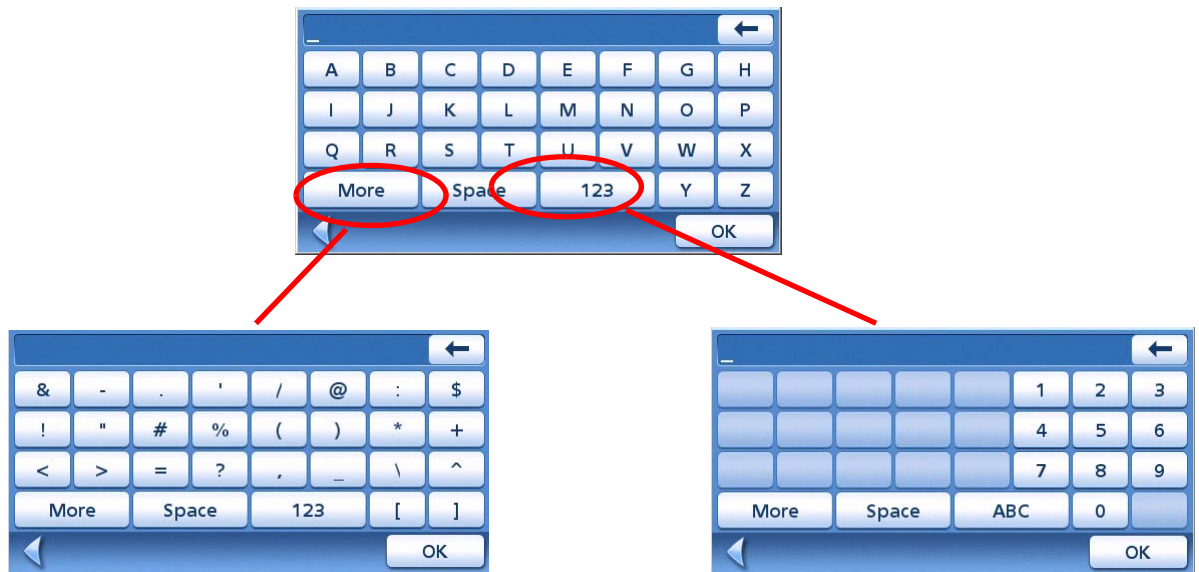 _
A B C D E F G H
I J K L M N O P
Q R S T U V W X
More Space 123 Y Z
OK
& - . ' / @ : $
! " # % ( ) * +
< > = ? , _ \ ^
More Space 123 [ ]
OK
_
1 2 3
4 5 6
7 8 9
More Space ABC 0
OK